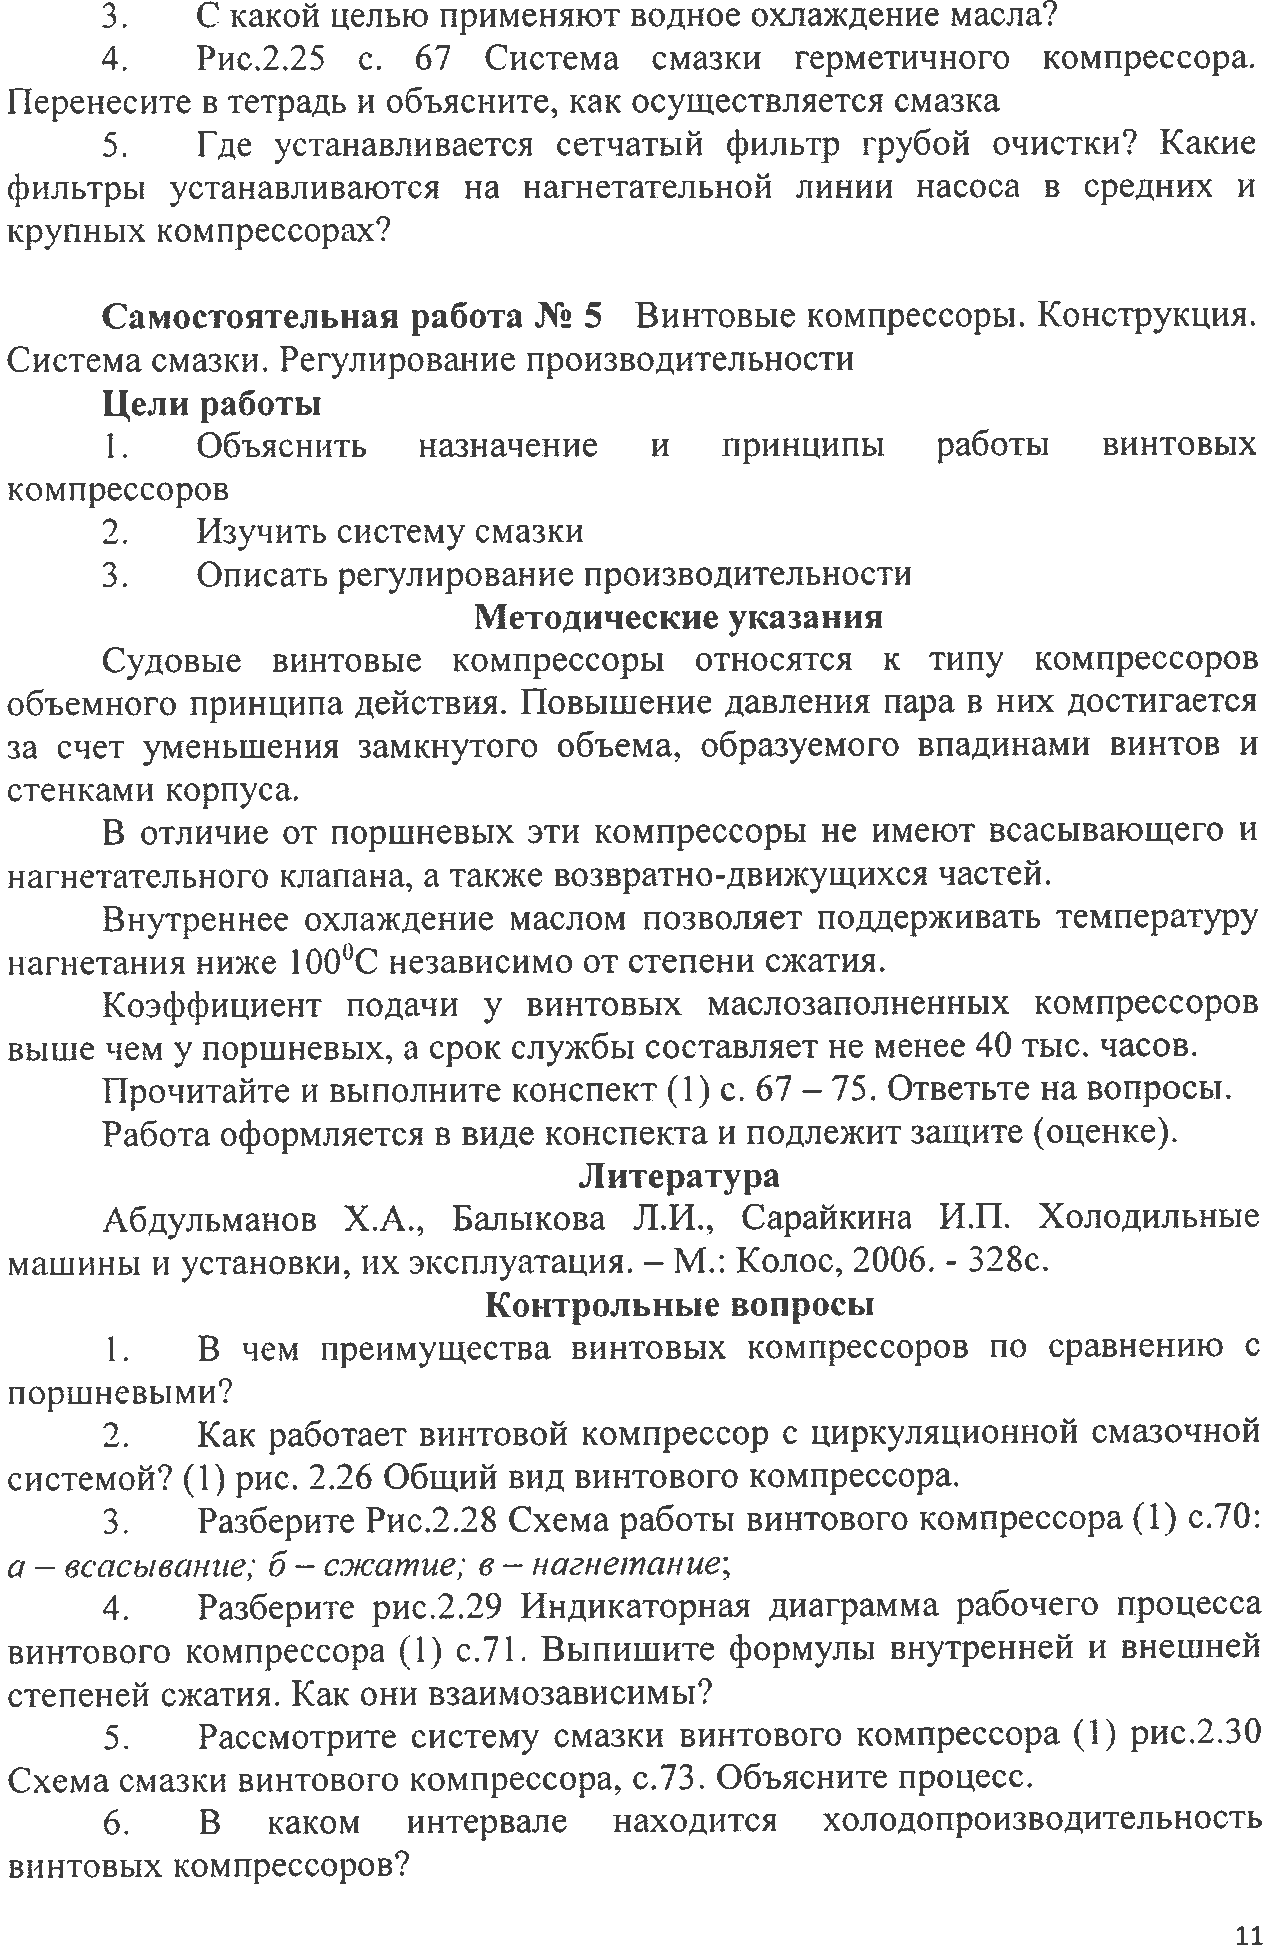 3. С какой целью применяют водное охлаждение масла?
4. Рис.2.25 с. 67 Система смазки герметичного компрессора.
Перенесите в тетрадь и объясните, как осуществляется смазка
5. Где устанавливается сетчатый фильтр грубой очистки? Какие
фильтры устанавливаются на нагнетательной линии насоса в средних и
крупных компрессорах?
Самостоятельная работа № 5 Винтовые компрессоры. Конструкция.
Система смазки. Регулирование производительности
Цели работы
1. Объяснить назначение и принципы работы винтовых
компрессоров
2. Изучить систему смазки
3. Описать регулирование производительности
Методические указания
Судовые винтовые компрессоры относятся к типу компрессоров
объемного принципа действия. Повышение давления пара в них достигается
за счет уменьшения замкнутого объема, образуемого впадинами винтов и
стенками корпуса.
В отличие от поршневых эти компрессоры не имеют всасывающего и
нагнетательного клапана, а также возвратно-движущихся частей.
Внутреннее охлаждение маслом позволяет поддерживать температуру
нагнетания ниже 100⁰С независимо от степени сжатия.
Коэффициент подачи у винтовых маслозаполненных компрессоров
выше чем у поршневых, а срок службы составляет не менее 40 тыс. часов.
Прочитайте и выполните конспект (1) с. 67 – 75. Ответьте на вопросы.
Работа оформляется в виде конспекта и подлежит защите (оценке).
Литература
Абдульманов Х.А., Балыкова Л.И., Сарайкина И.П. Холодильные
машины и установки, их эксплуатация. – М.: Колос, 2006. - 328с.
Контрольные вопросы
1. В чем преимущества винтовых компрессоров по сравнению с
поршневыми?
2. Как работает винтовой компрессор с циркуляционной смазочной
системой? (1) рис. 2.26 Общий вид винтового компрессора.
3. Разберите Рис.2.28 Схема работы винтового компрессора (1) с.70:
а – всасывание; б – сжатие; в – нагнетание;
4. Разберите рис.2.29 Индикаторная диаграмма рабочего процесса
винтового компрессора (1) с.71. Выпишите формулы внутренней и внешней
степеней сжатия. Как они взаимозависимы?
5. Рассмотрите систему смазки винтового компрессора (1) рис.2.30
Схема смазки винтового компрессора, с.73. Объясните процесс.
6. В каком интервале находится холодопроизводительность
винтовых компрессоров?
11